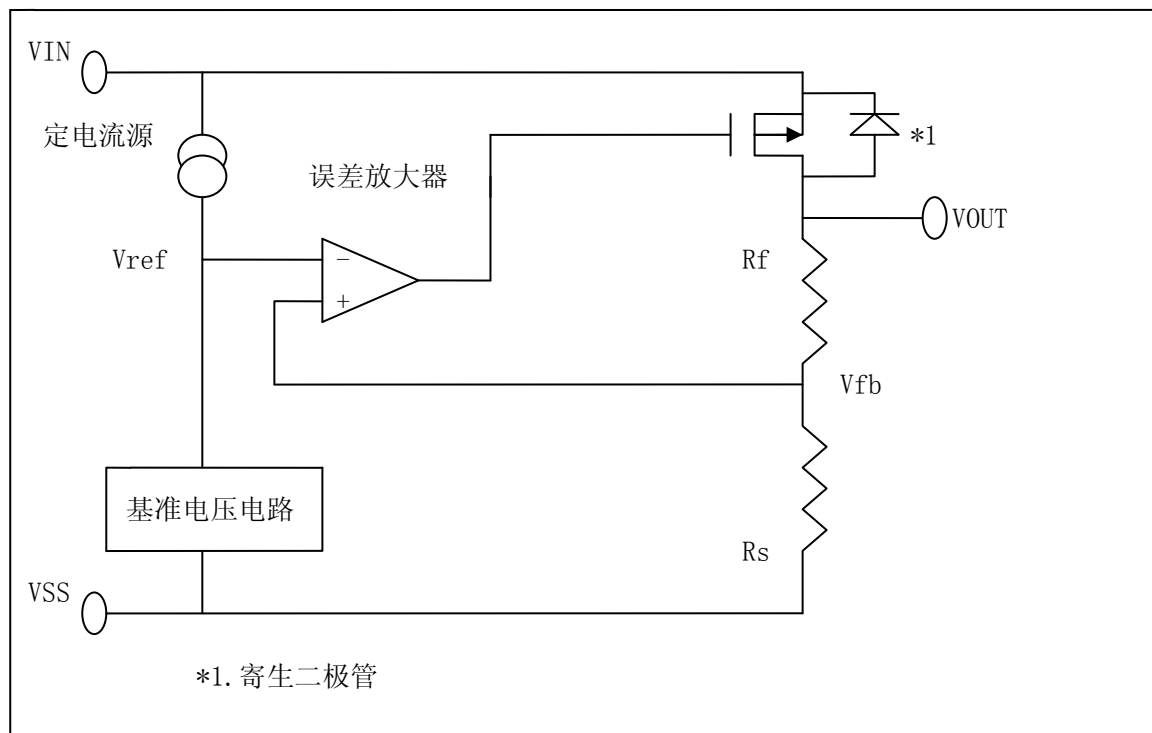 VIN
定电流源
*1
误差放大器
VOUT
Vref
Rf
−
+
Vfb
基准电压电路
Rs
VSS
*1.寄生二极管